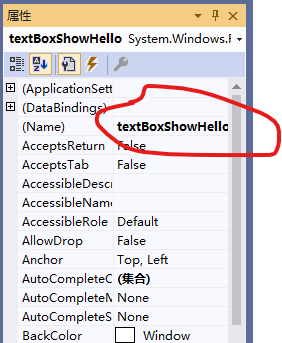 属性
textBoxShowHello System.Windows.F
(ApplicationSett
(DataBindings)
(Name) textBoxShowHello
AcceptsReturn False
AcceptsTab False
AccessibleDescr
AccessibleName
AccessibleRole Default
AllowDrop False
Anchor Top, Left
AutoCompleteC (集合)
AutoCompleteM None
AutoCompleteS None
BackColor Window